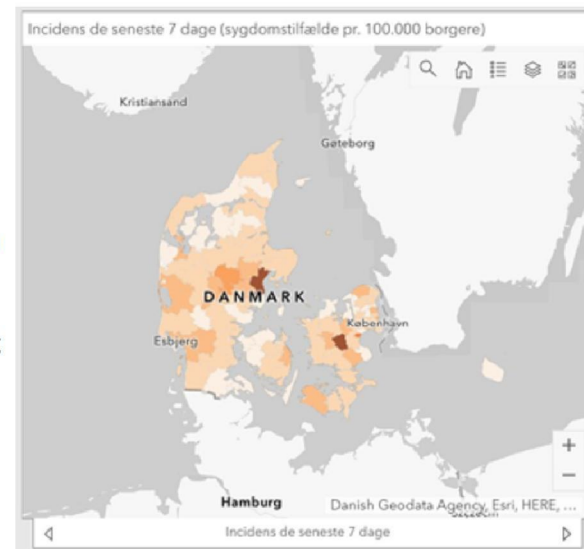 Incidens de seneste 7 dage (sygdomstilfælde pr. 100.000 borgere)
Kristiansand
Gøteborg
DANMARK
København
Esbjerg
+
−
Hamburg
Danish Geodata Agency, Esri, HERE, ...
Incidens de seneste 7 dage